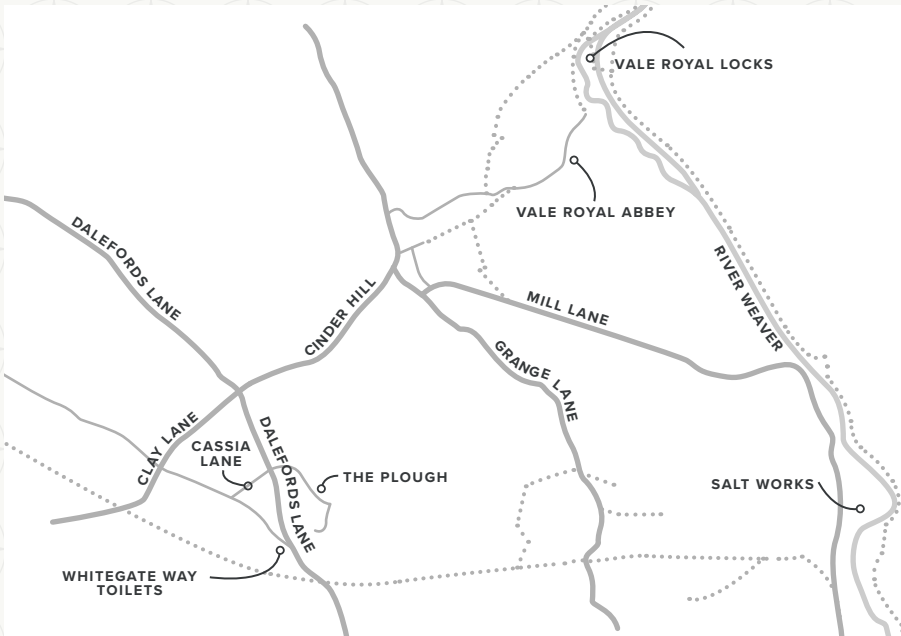 VALE ROYAL LOCKS
VALE ROYAL ABBEY
DALEFORDS LANE
RIVER WEAVER
CINDER HILL
MILL LANE
GRANGE LANE
CLAY LANE
CASSIA
LANE
DALEFORDS LANE
THE PLOUGH
SALT WORKS
WHITEGATE WAY
TOILETS